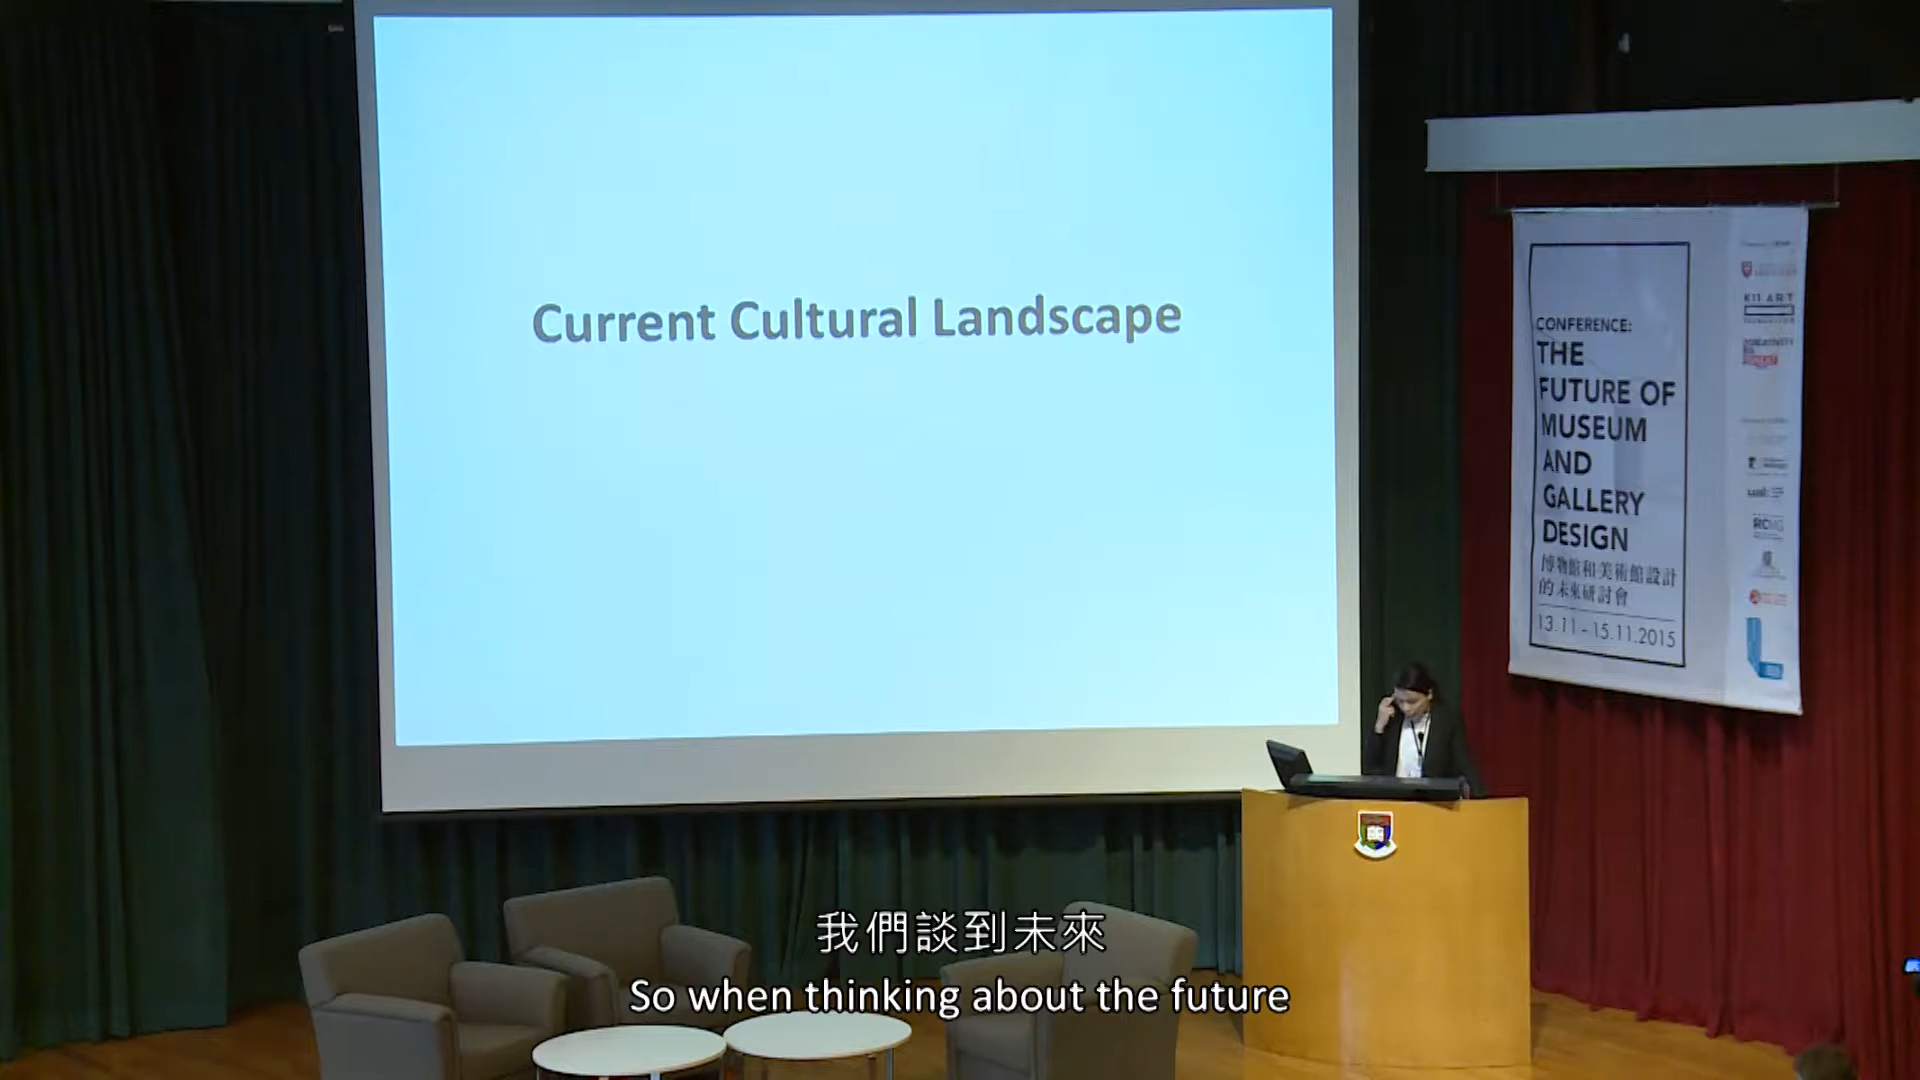 Current Cultural Landscape
CONFERENCE:
THE
FUTURE OF
MUSEUM
AND
GALLERY
DESIGN
博物館和美術館設計
的未來研討會
13.11 - 15.11.2015
K11 ART
我們談到未來
So when thinking about the future